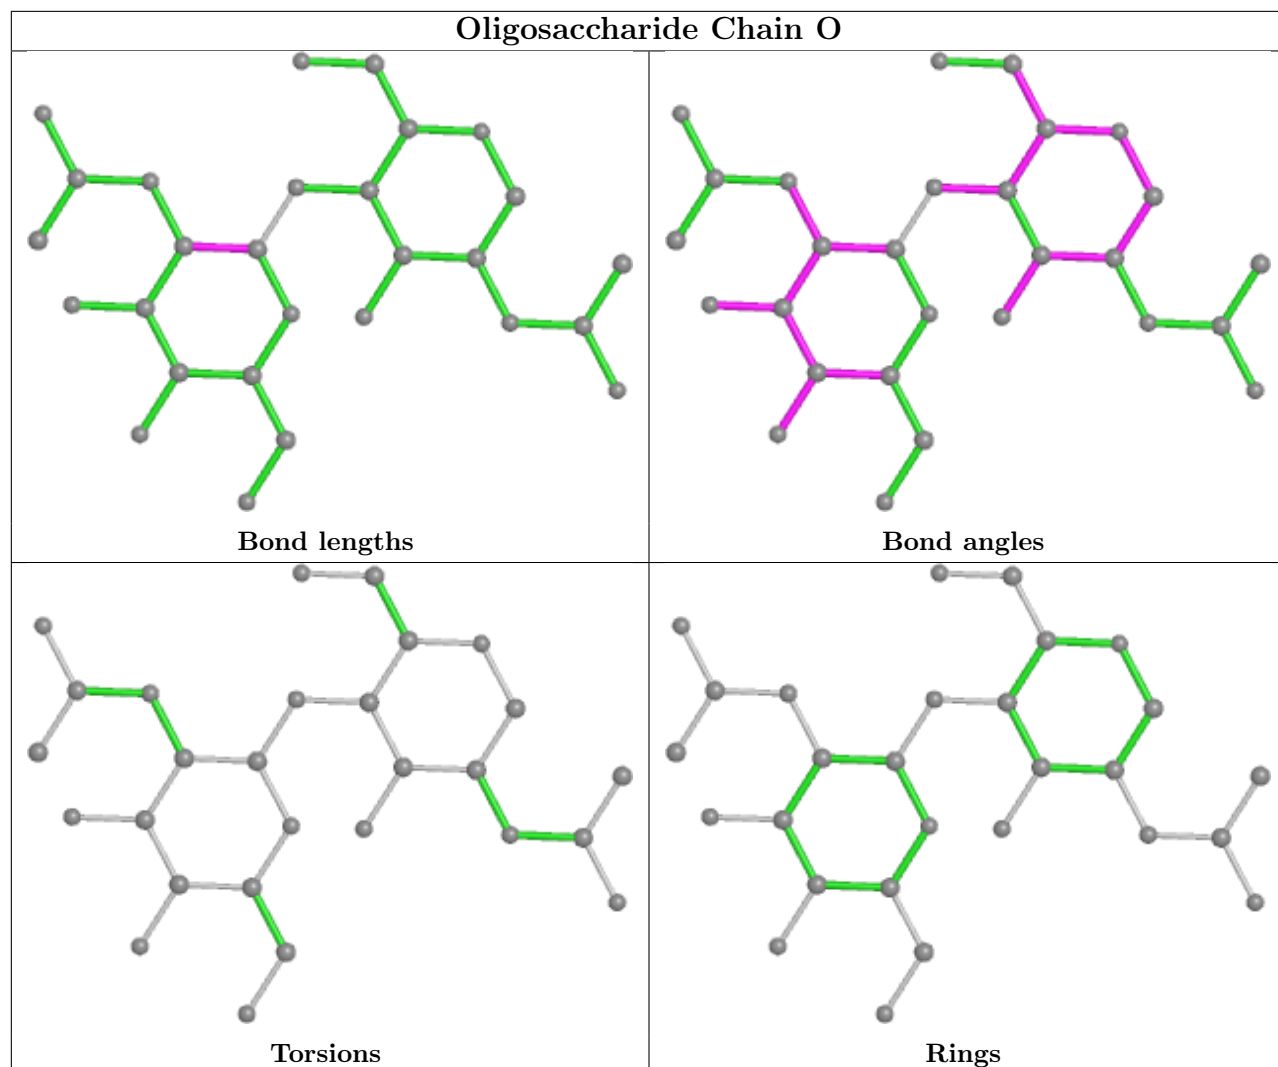 Oligosaccharide Chain O
Bond lengths
Bond angles
Torsions
Rings